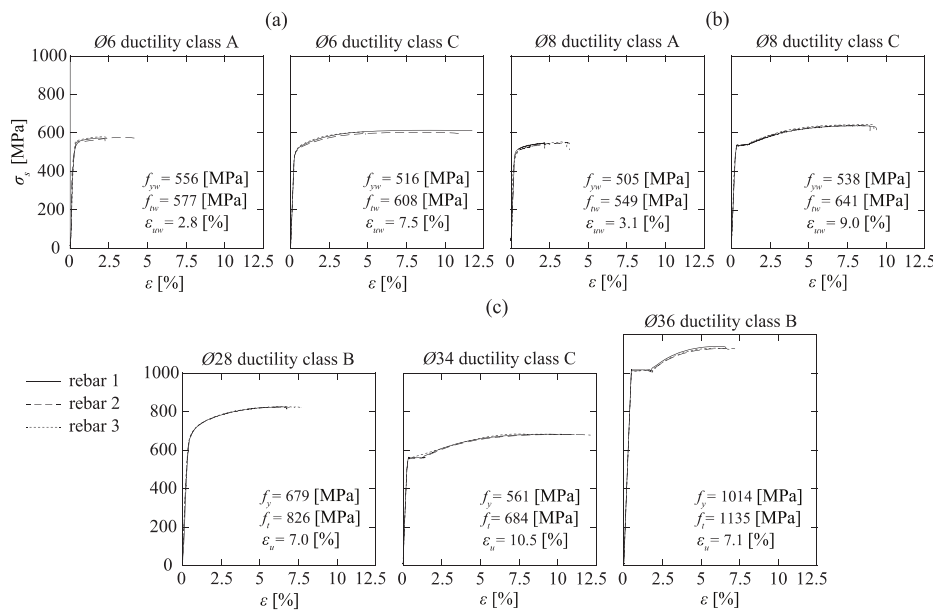 (a)
(b)
Ø6 ductility class A
Ø6 ductility class C
Ø8 ductility class A
Ø8 ductility class C
1000
800
600
400
200
0
σs [MPa]
fyw = 556 [MPa]
ftw = 577 [MPa]
εuw = 2.8 [%]
fyw = 516 [MPa]
ftw = 608 [MPa]
εuw = 7.5 [%]
fyw = 505 [MPa]
ftw = 549 [MPa]
εuw = 3.1 [%]
fyw = 538 [MPa]
ftw = 641 [MPa]
εuw = 9.0 [%]
0 2.5 5 7.5 10 12.5
0 2.5 5 7.5 10 12.5
0 2.5 5 7.5 10 12.5
0 2.5 5 7.5 10 12.5
ε [%]
ε [%]
ε [%]
ε [%]
(c)
Ø28 ductility class B
Ø34 ductility class C
Ø36 ductility class B
rebar 1
rebar 2
rebar 3
1000
800
600
400
200
0
fy = 679 [MPa]
ft = 826 [MPa]
εu = 7.0 [%]
fy = 561 [MPa]
ft = 684 [MPa]
εu = 10.5 [%]
fy = 1014 [MPa]
ft = 1135 [MPa]
εu = 7.1 [%]
0 2.5 5 7.5 10 12.5
0 2.5 5 7.5 10 12.5
0 2.5 5 7.5 10 12.5
ε [%]
ε [%]
ε [%]